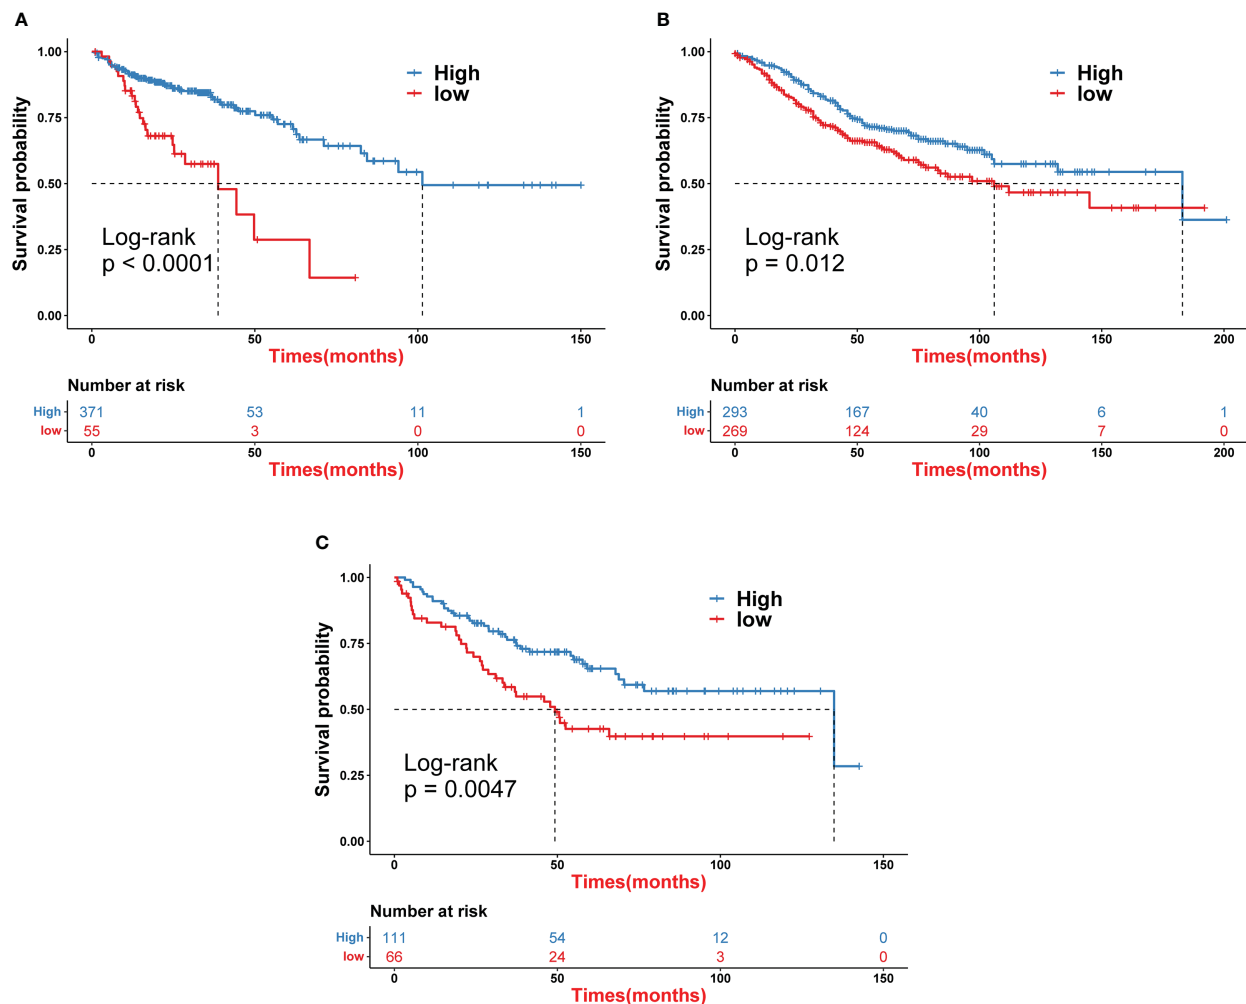 A
Survival probability
1.00
0.75
0.50
0.25
0.00
High
low
Log-rank
p < 0.0001
0 50 100 150
Times(months)
Number at risk
High 371 53 11 1
low 55 3 0 0
0 50 100 150
Times(months)
B
Survival probability
1.00
0.75
0.50
0.25
0.00
High
low
Log-rank
p = 0.012
0 50 100 150 200
Times(months)
Number at risk
High 293 167 40 6 1
low 269 124 29 7 0
0 50 100 150 200
Times(months)
C
Survival probability
1.00
0.75
0.50
0.25
0.00
High
low
Log-rank
p = 0.0047
0 50 100 150
Times(months)
Number at risk
High 111 54 12 0
low 66 24 3 0
0 50 100 150
Times(months)